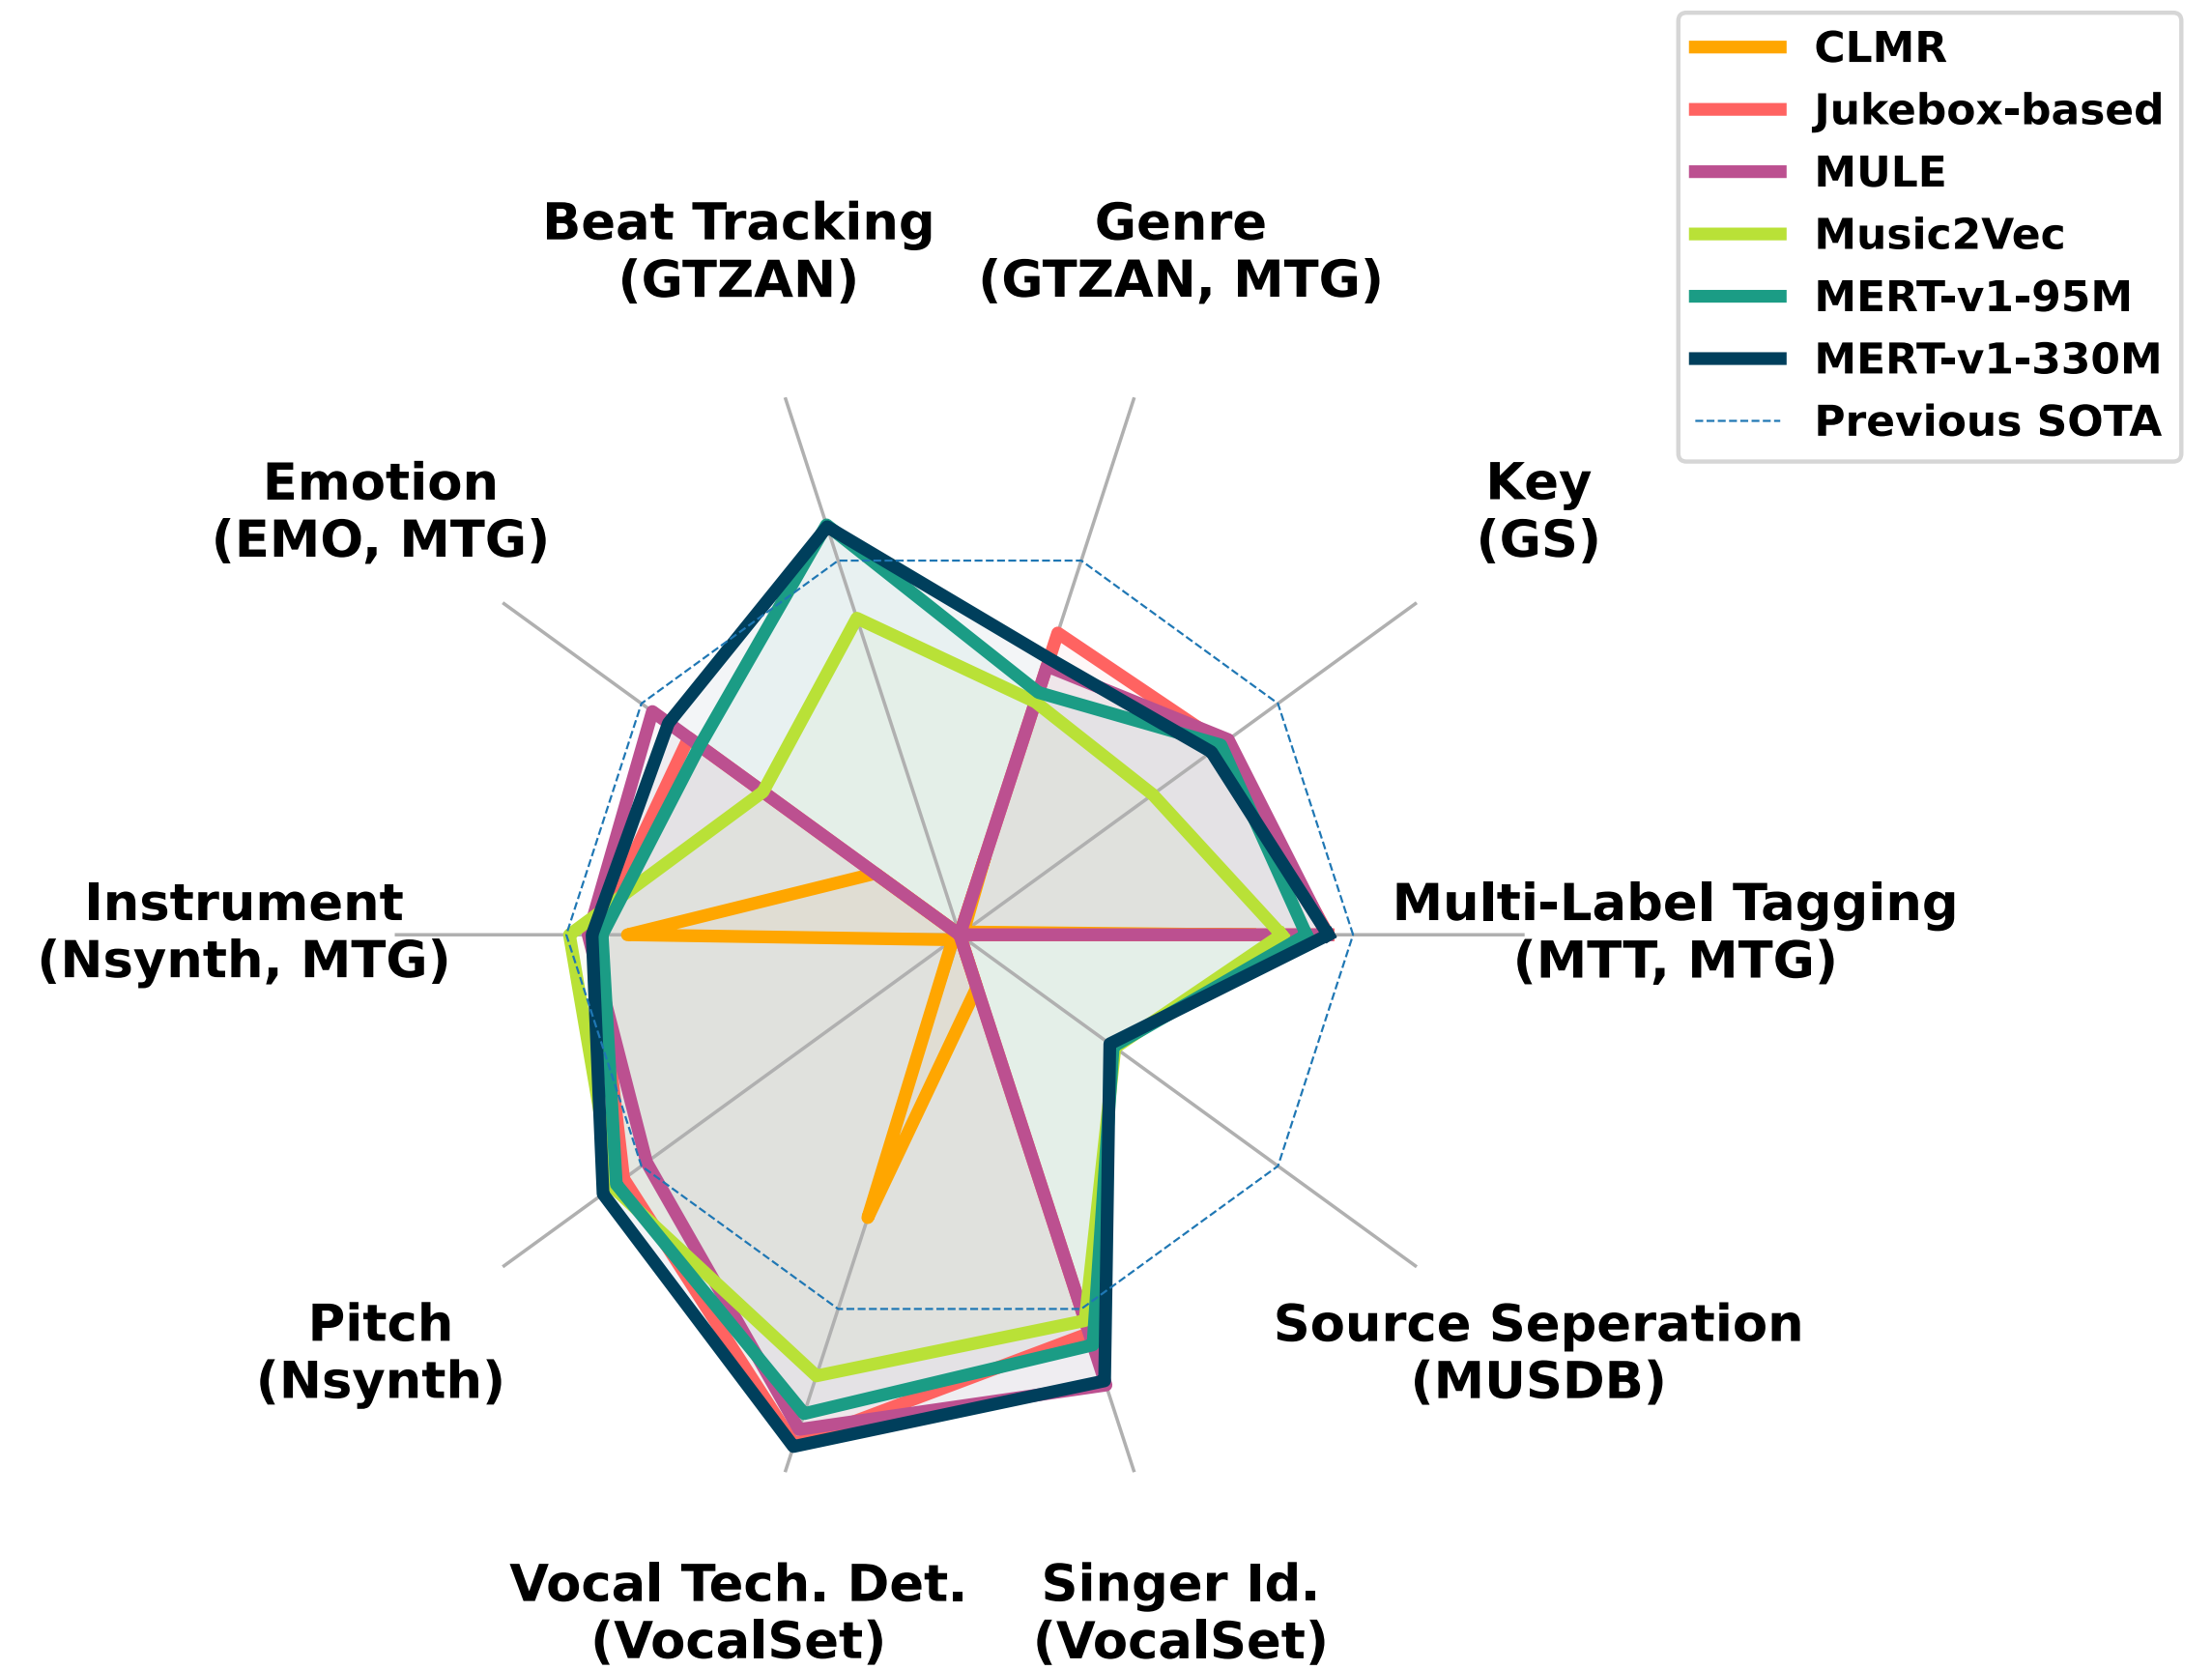 CLMR
Jukebox-based
MULE
Music2Vec
MERT-v1-95M
MERT-v1-330M
Previous SOTA
Beat Tracking
(GTZAN)
Genre
(GTZAN, MTG)
Emotion
(EMO, MTG)
Key
(GS)
Instrument
(Nsynth, MTG)
Multi-Label Tagging
(MTT, MTG)
Pitch
(Nsynth)
Source Seperation
(MUSDB)
Vocal Tech. Det.
(VocalSet)
Singer Id.
(VocalSet)